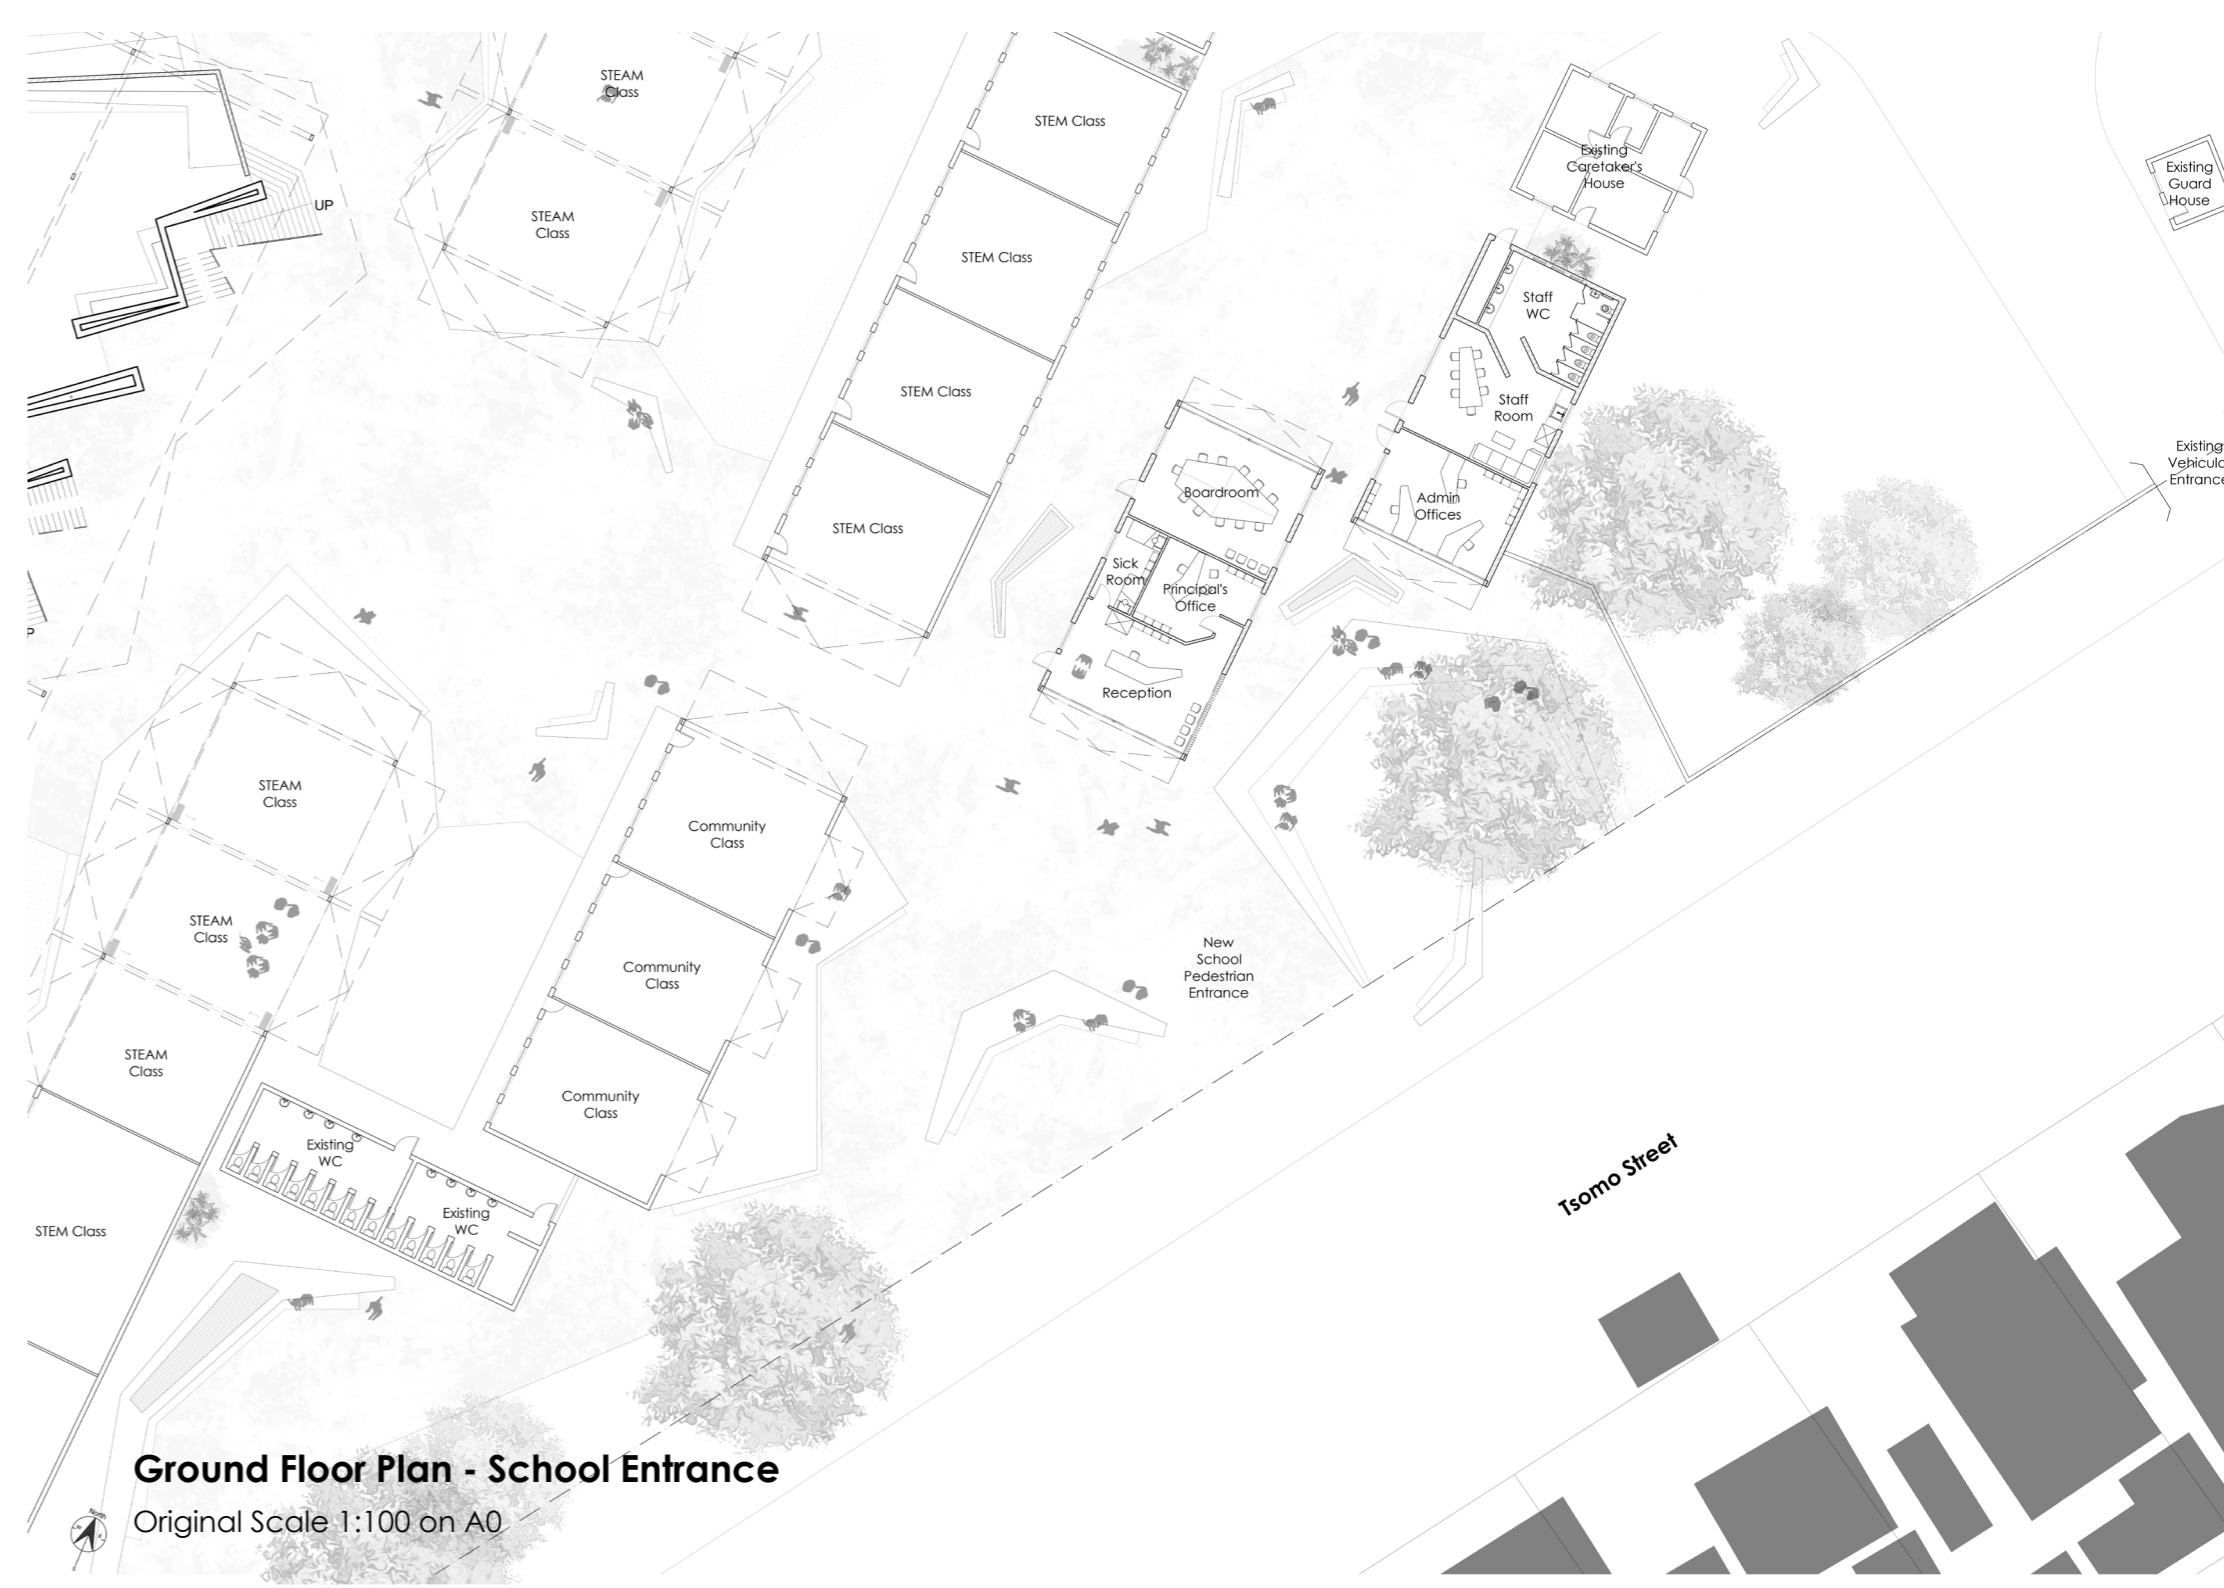 STEAM
Class
STEM Class
Existing
Caretaker's
House
Existing
Guard
House
UP
STEAM
Class
STEM Class
Staff
WC
STEM Class
Staff
Room
Existing
Boardroom
Admin
Offices
STEM Class
Sick
Room
Principal's
Office
Reception
STEAM
Class
Community
Class
STEAM
Class
Community
Class
New
School
Pedestrian
Entrance
STEAM
Class
Community
Class
Existing
WC
Existing
WC
STEM Class
Tsomo Street
Ground Floor Plan - School Entrance
Original Scale 1:100 on A0
North